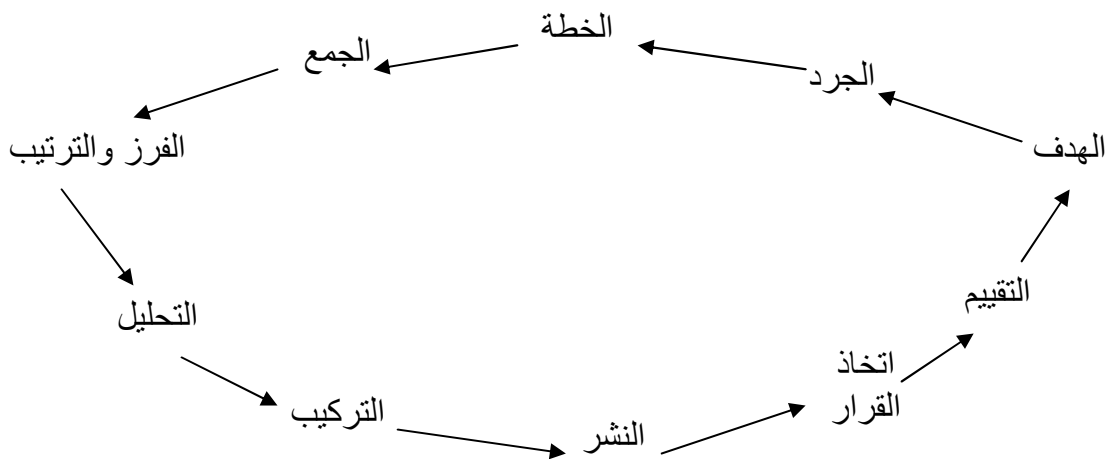 الهدف
الجرد
الخطة
الجمع
الفرز والترتيب
التحليل
التركيب
النشر
اتخاذ
القرار
التقييم